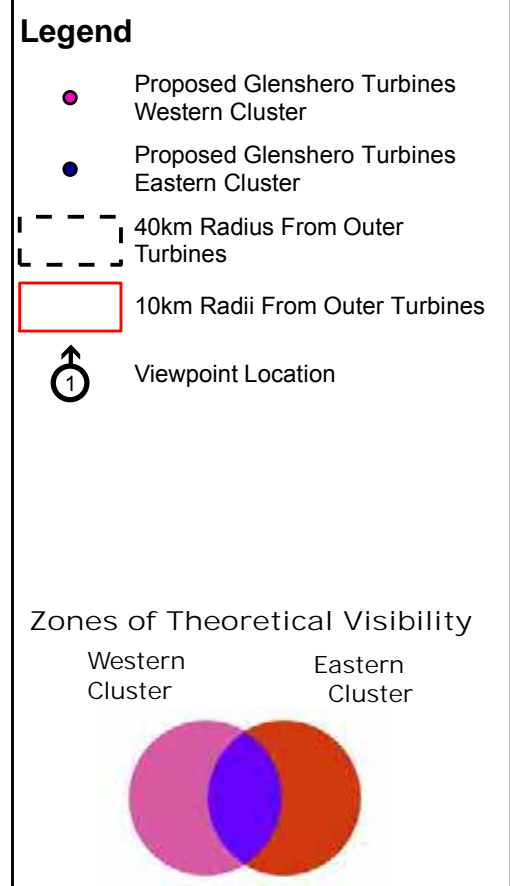 Legend
Proposed Glenshero Turbines
Western Cluster
Proposed Glenshero Turbines
Eastern Cluster
40km Radius From Outer
Turbines
10km Radii From Outer Turbines
1
Viewpoint Location
Zones of Theoretical Visibility
Western
Cluster
Eastern
Cluster